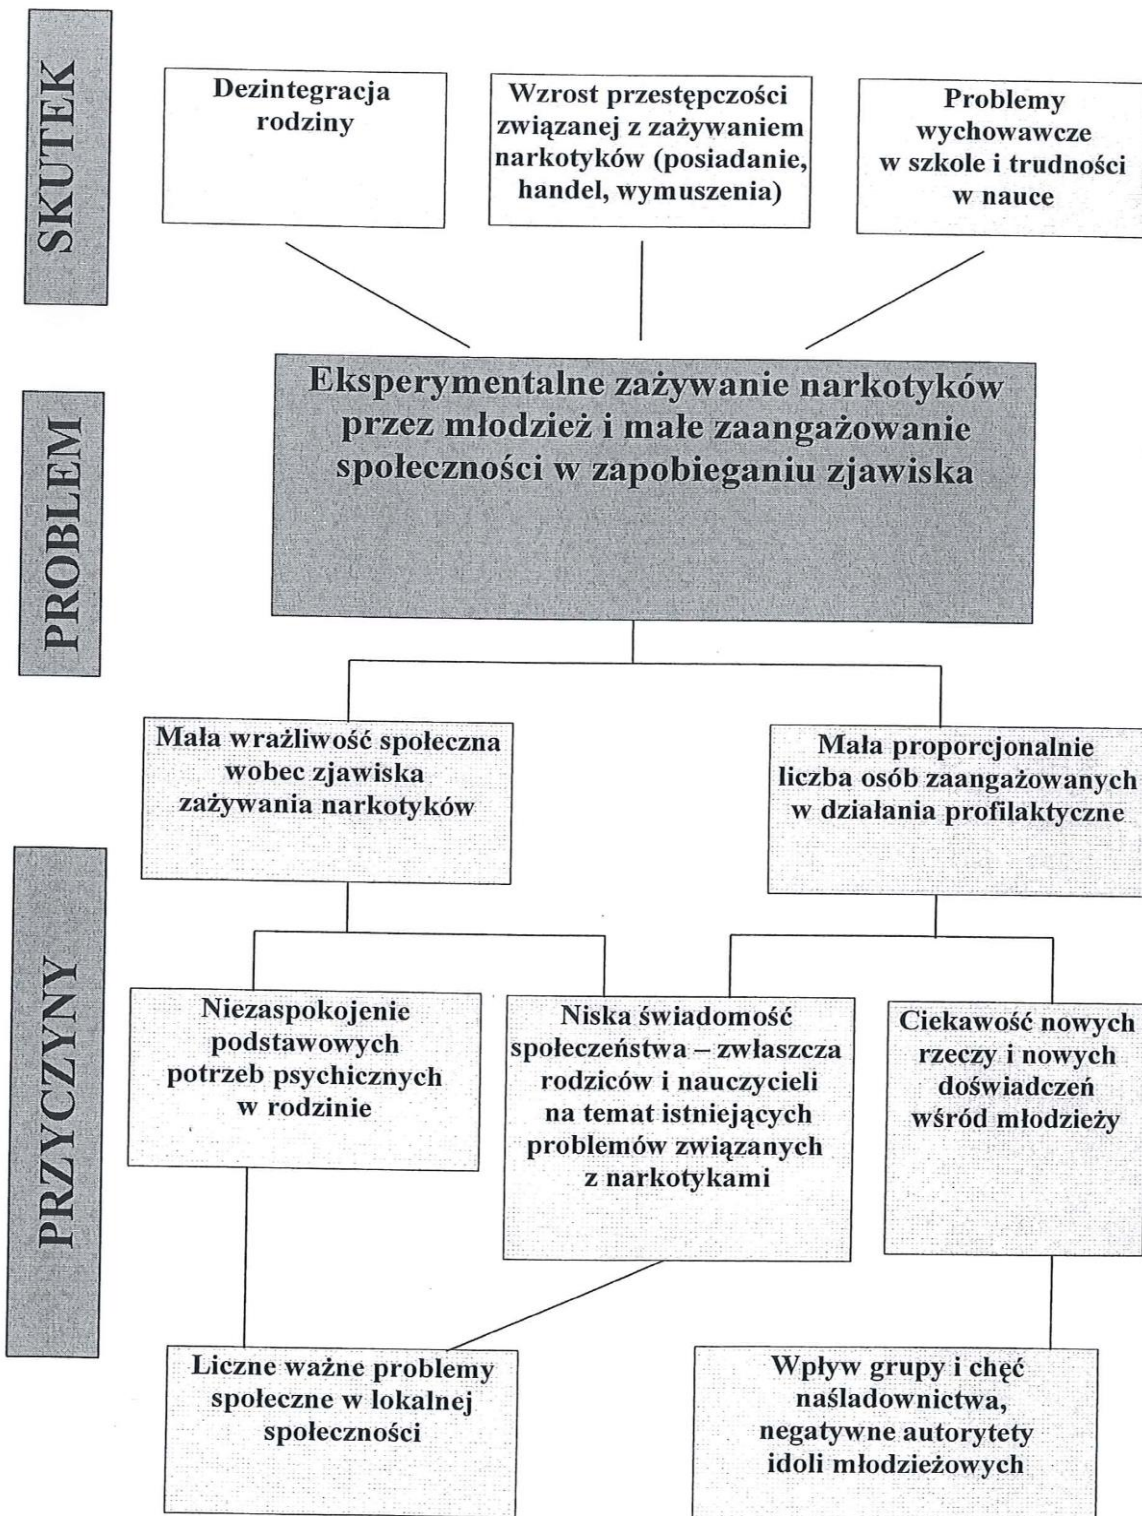 SKUTEK
Dezintegracja
rodziny
Wzrost przestępczości
związanej z zażywaniem
narkotyków (posiadanie,
handel, wymuszenia)
Problemy
wychowawcze
w szkole i trudności
w nauce
PROBLEM
Eksperymentalne zażywanie narkotyków
przez młodzież i małe zaangażowanie
społeczności w zapobieganiu zjawiska
Mała wrażliwość społeczna
wobec zjawiska
zażywania narkotyków
Mała proporcjonalnie
liczba osób zaangażowanych
w działania profilaktyczne
PRZYCZYNY
Niezaspokojenie
podstawowych
potrzeb psychicznych
w rodzinie
Niska świadomość
społeczeństwa – zwłaszcza
rodziców i nauczycieli
na temat istniejących
problemów związanych
z narkotykami
Ciekawość nowych
rzeczy i nowych
doświadczeń
wśród młodzieży
Liczne ważne problemy
społeczne w lokalnej
społeczności
Wpływ grupy i chęć
naśladownictwa,
negatywne autorytety
idoli młodzieżowych